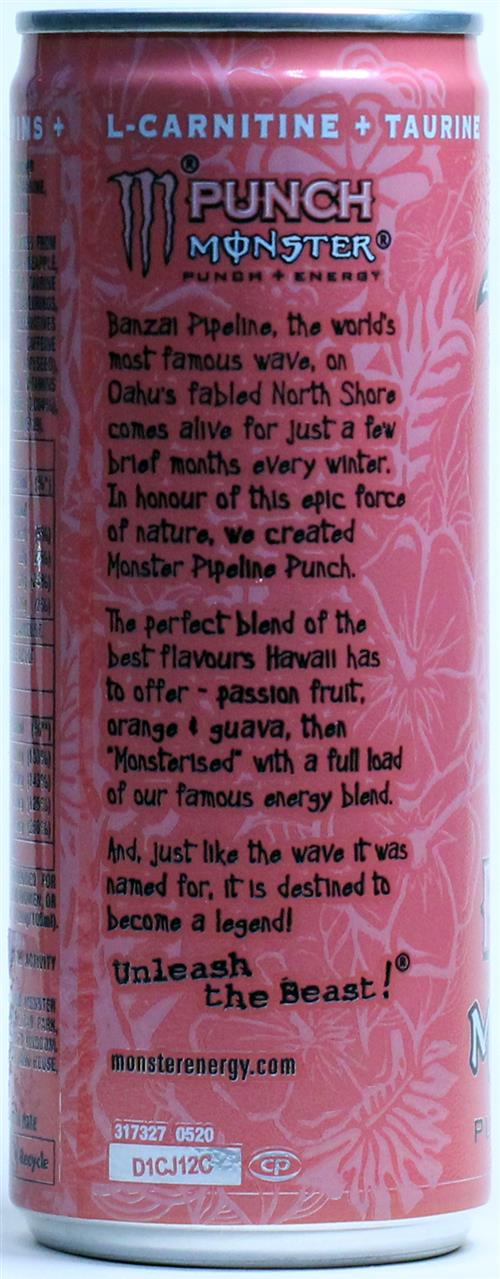 L-CARNITINE + TAURINE
PUNCH
MONSTER®
PUNCH + ENERGY
Banzai Pipeline, the world's
most famous wave, on
Oahu's fabled North Shore
comes alive for just a few
brief months every winter.
In honour of this epic force
of nature, we created
Monster Pipeline Punch.
The perfect blend of the
best flavours Hawaii has
to offer - passion fruit,
orange & guava, then
"Monsterised" with a full load
of our famous energy blend.
And, just like the wave it was
named for, it is destined to
become a legend!
Unleash
the Beast!®
monsterenergy.com
317327 0520
D1CJ12C
CP
Recycle